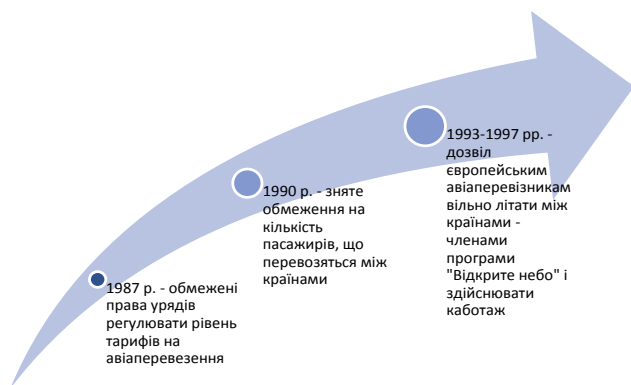 1987 р. - обмежені
права урядів
регулювати рівень
тарифів на
авіаперевезення
1990 р. - зняте
обмеження на
кількість
пасажирів, що
перевозяться між
країнами
1993-1997 рр. -
дозвіл
європейським
авіаперевізникам
вільно літати між
країнами -
членами
програми
"Відкрите небо" і
здійснювати
каботаж